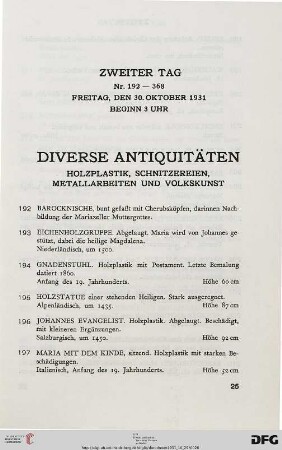 ZWEITER TAG
Nr. 192 — 368
FREITAG, DEN 30. OKTOBER 1931
BEGINN 3 UHR
DIVERSE ANTIQUITÄTEN
HOLZPLASTIK, SCHNITZEREIEN,
METALLARBEITEN UND VOLKSKUNST
192 BAROCKNISCHE, bunt gefaßt mit Cherubsköpfen, darinnen Nach
bildung der Mariazeller Muttergottes.
193 EICHENHOLZGRUPPE. Abgelaugt. Maria wird von Johannes ge
stützt, dabei die heilige Magdalena.
Niederländisch, um 1500.
194 GNADENSTUHL. Holzplastik mit Postament. Letzte Bemalung
datiert 1860.
Anfang des 19. Jahrhunderts. Höhe 60 cm
195 HOLZSTATUE einer stehenden Heiligen. Stark ausgeregnet.
Alpenländisch, um 1435. Höhe 87 cm
196 JOHANNES EVANGELIST. Holzplastik. Abgelaugt. Beschädigt,
mit kleineren Ergänzungen.
Salzburgisch, um 1450. Höhe 92 cm
197 MARIA MIT DEM KINDE, sitzend. Holzplastik mit starken Be-
schädigungen.
Italienisch, Anfang des 19. Jahrhunderts. Höhe 52 cm
25
DFG